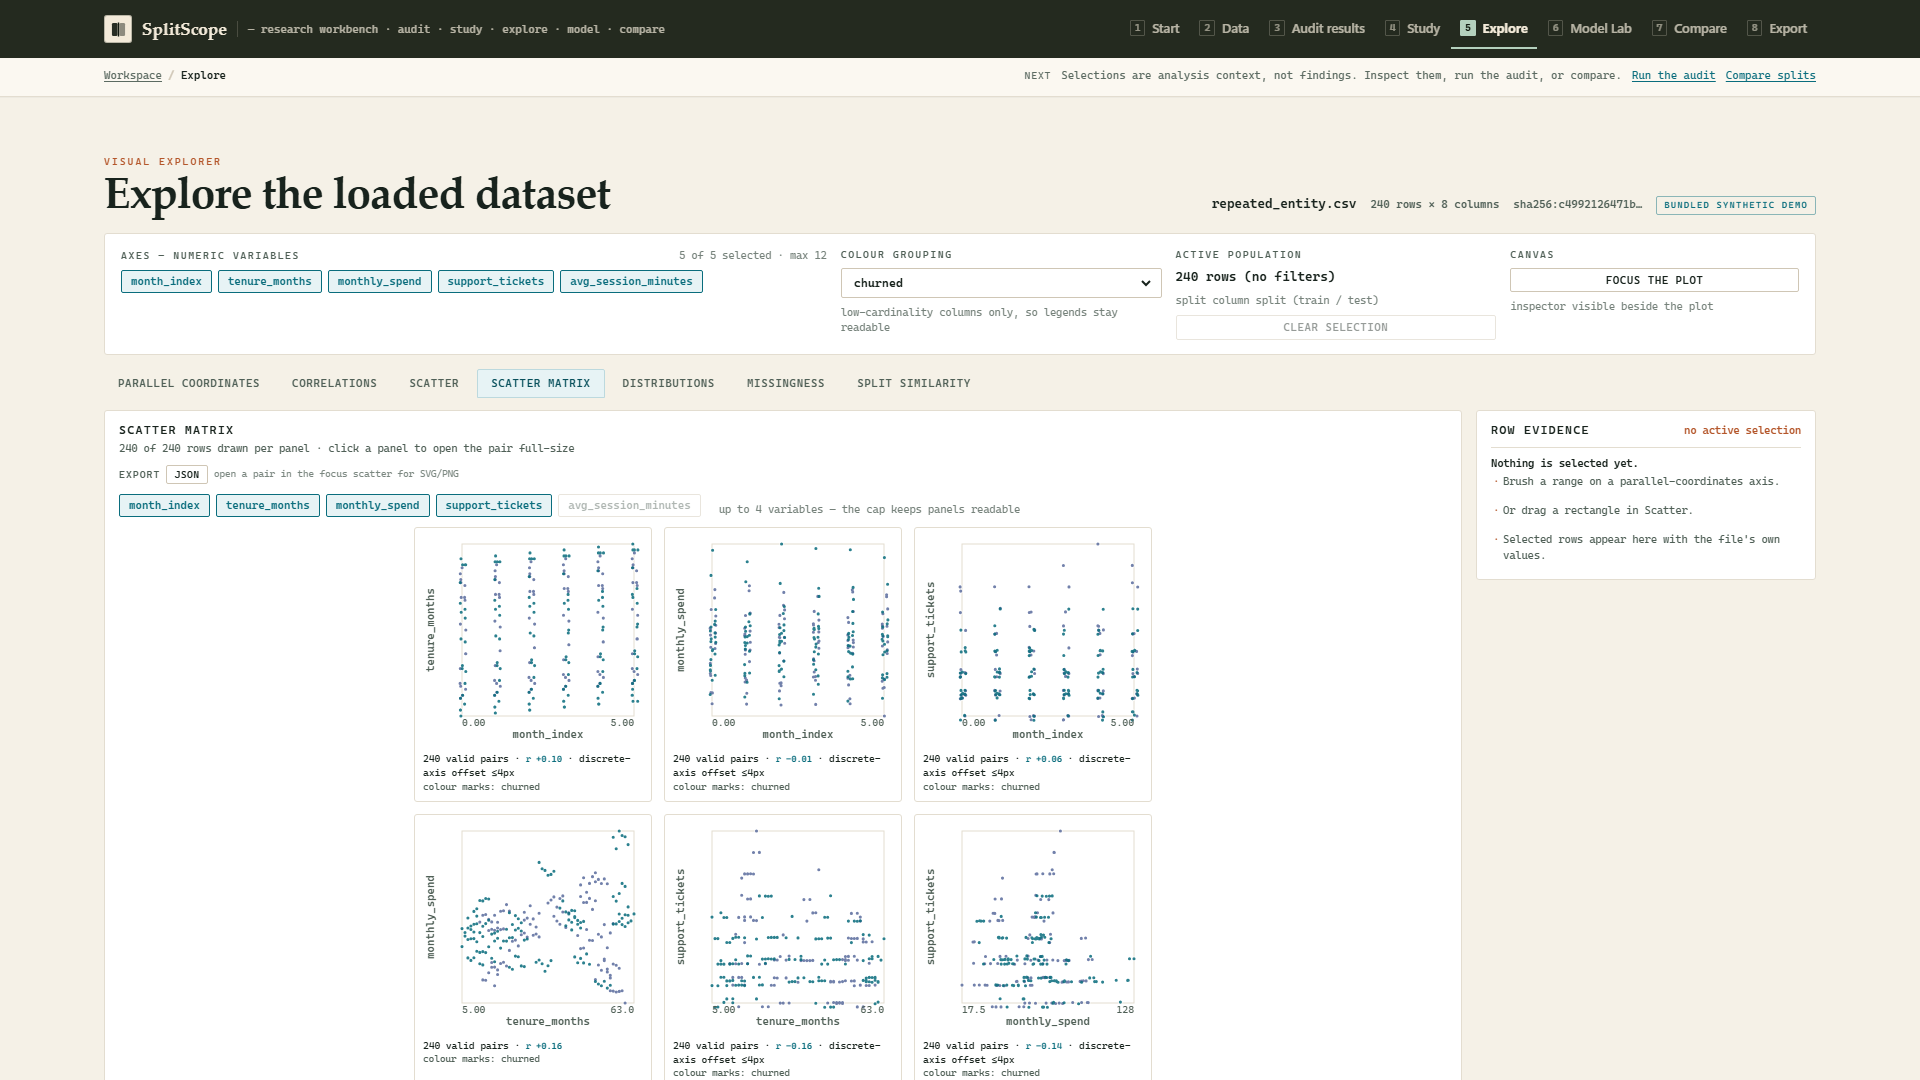 SplitScope — research workbench · audit · study · explore · model · compare
1 Start 2 Data 3 Audit results 4 Study 5 Explore 6 Model Lab 7 Compare 8 Export
Workspace / Explore
NEXT Selections are analysis context, not findings. Inspect them, run the audit, or compare. Run the audit Compare splits
VISUAL EXPLORER
Explore the loaded dataset
repeated_entity.csv 240 rows × 8 columns sha256:c4992126471b… BUNDLED SYNTHETIC DEMO
AXES — NUMERIC VARIABLES 5 of 5 selected · max 12
month_index tenure_months monthly_spend support_tickets avg_session_minutes
COLOUR GROUPING
churned
low-cardinality columns only, so legends stay
readable
ACTIVE POPULATION
240 rows (no filters)
split column split (train / test)
CLEAR SELECTION
CANVAS
FOCUS THE PLOT
inspector visible beside the plot
PARALLEL COORDINATES CORRELATIONS SCATTER SCATTER MATRIX DISTRIBUTIONS MISSINGNESS SPLIT SIMILARITY
SCATTER MATRIX
240 of 240 rows drawn per panel · click a panel to open the pair full-size
EXPORT JSON open a pair in the focus scatter for SVG/PNG
month_index tenure_months monthly_spend support_tickets avg_session_minutes up to 4 variables — the cap keeps panels readable
tenure_months
0.00 5.00
month_index
240 valid pairs · r +0.10 · discrete-
axis offset ≤4px
colour marks: churned
monthly_spend
0.00 5.00
month_index
240 valid pairs · r −0.01 · discrete-
axis offset ≤4px
colour marks: churned
support_tickets
0.00 5.00
month_index
240 valid pairs · r +0.06 · discrete-
axis offset ≤4px
colour marks: churned
monthly_spend
5.00 63.0
tenure_months
240 valid pairs · r +0.16
colour marks: churned
support_tickets
5.00 63.0
tenure_months
240 valid pairs · r −0.16 · discrete-
axis offset ≤4px
colour marks: churned
support_tickets
17.5 128
monthly_spend
240 valid pairs · r −0.14 · discrete-
axis offset ≤4px
colour marks: churned
ROW EVIDENCE no active selection
Nothing is selected yet.
· Brush a range on a parallel-coordinates axis.
· Or drag a rectangle in Scatter.
· Selected rows appear here with the file's own
values.